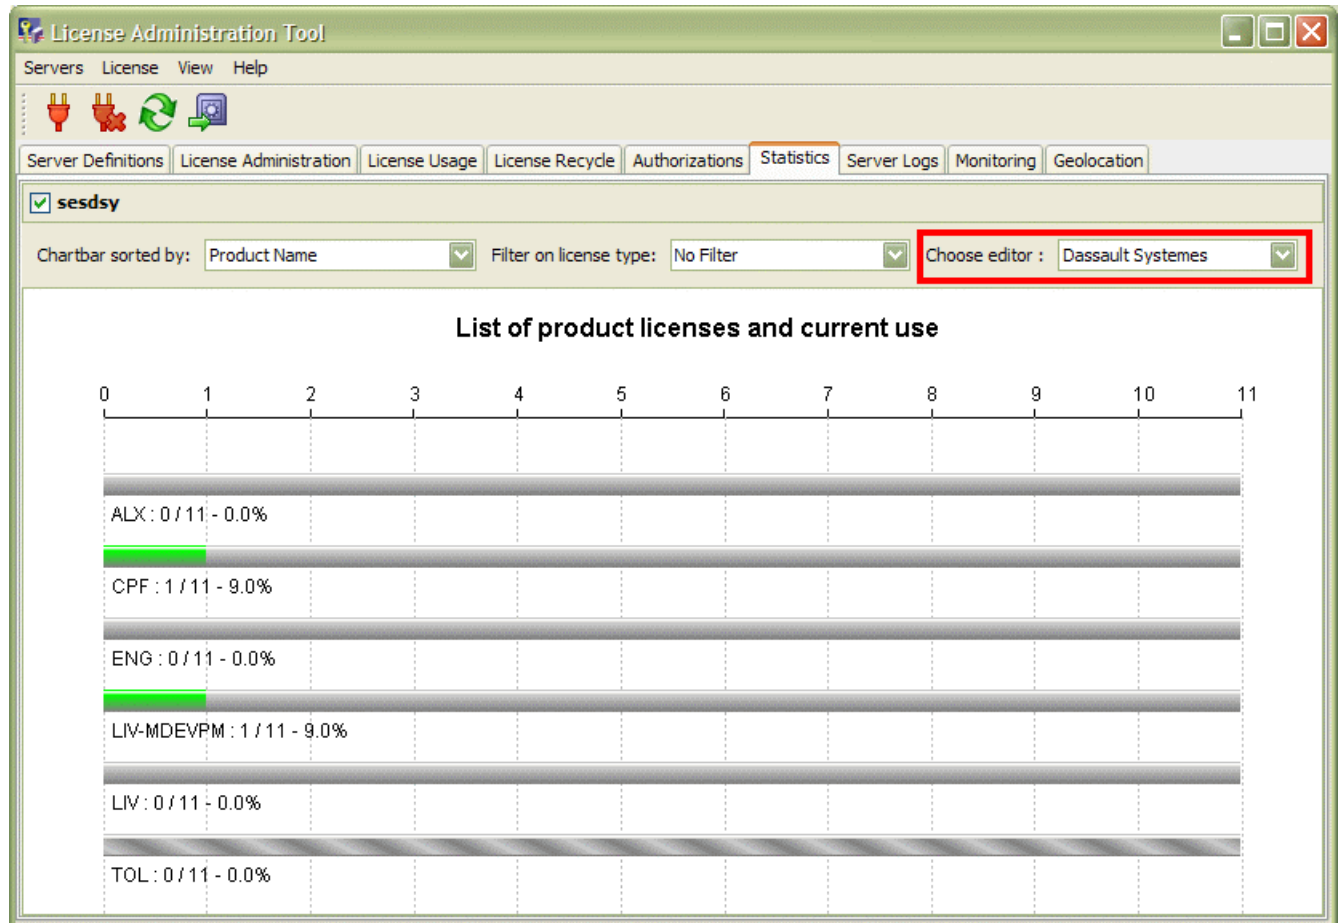 License Administration Tool
Servers License View Help
Server Definitions License Administration License Usage License Recycle Authorizations Statistics Server Logs Monitoring Geolocation
sesdsy
Chartbar sorted by: Product Name Filter on license type: No Filter Choose editor : Dassault Systemes
List of product licenses and current use
0 1 2 3 4 5 6 7 8 9 10 11
ALX : 0 / 11 - 0.0%
CPF : 1 / 11 - 9.0%
ENG : 0 / 11 - 0.0%
LIV-MDEVPM : 1 / 11 - 9.0%
LIV : 0 / 11 - 0.0%
TOL : 0 / 11 - 0.0%